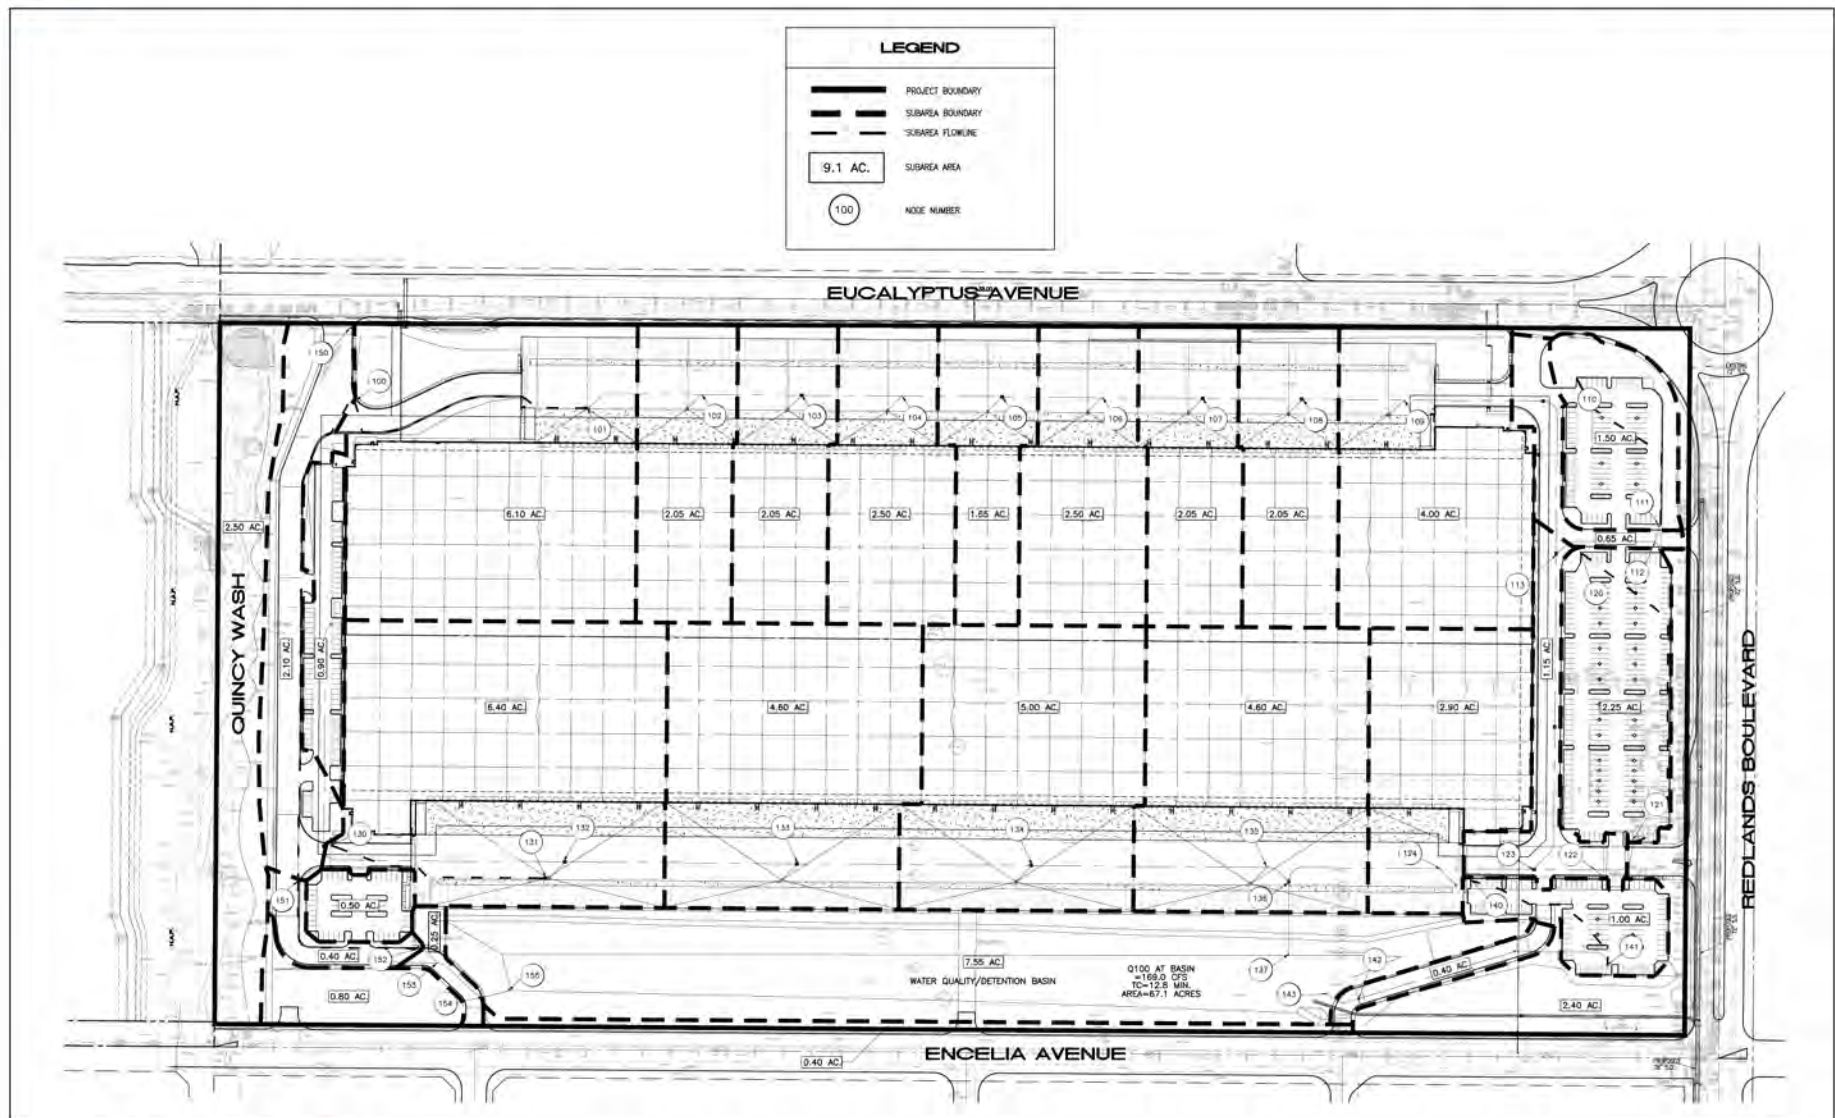 LEGEND
PROJECT BOUNDARY
SUBAREA BOUNDARY
SUBAREA FLOWLINE
9.1 AC.
SUBAREA AREA
100
NODE NUMBER
EUCALYPTUS AVENUE
150
100
110
101
102
103
104
105
106
107
108
109
1.50 AC.
111
2.50 AC.
6.10 AC.
2.05 AC.
2.05 AC.
2.50 AC.
1.65 AC.
2.50 AC.
2.05 AC.
2.05 AC.
4.00 AC.
0.65 AC.
113
112
120
QUINCY WASH
2.10 AC.
0.90 AC.
1.15 AC.
REDLANDS BOULEVARD
6.40 AC.
4.60 AC.
5.00 AC.
4.60 AC.
2.90 AC.
2.25 AC.
121
130
131
132
133
134
135
124
123
122
151
0.50 AC.
136
140
1.00 AC.
0.25 AC.
0.40 AC.
152
153
154
155
7.55 AC.
WATER QUALITY/DETENTION BASIN
Q100 AT BASIN
=169.0 CFS
TC=12.8 MIN.
AREA=67.1 ACRES
137
142
0.40 AC.
141
143
0.80 AC.
2.40 AC.
ENCELIA AVENUE
0.40 AC.